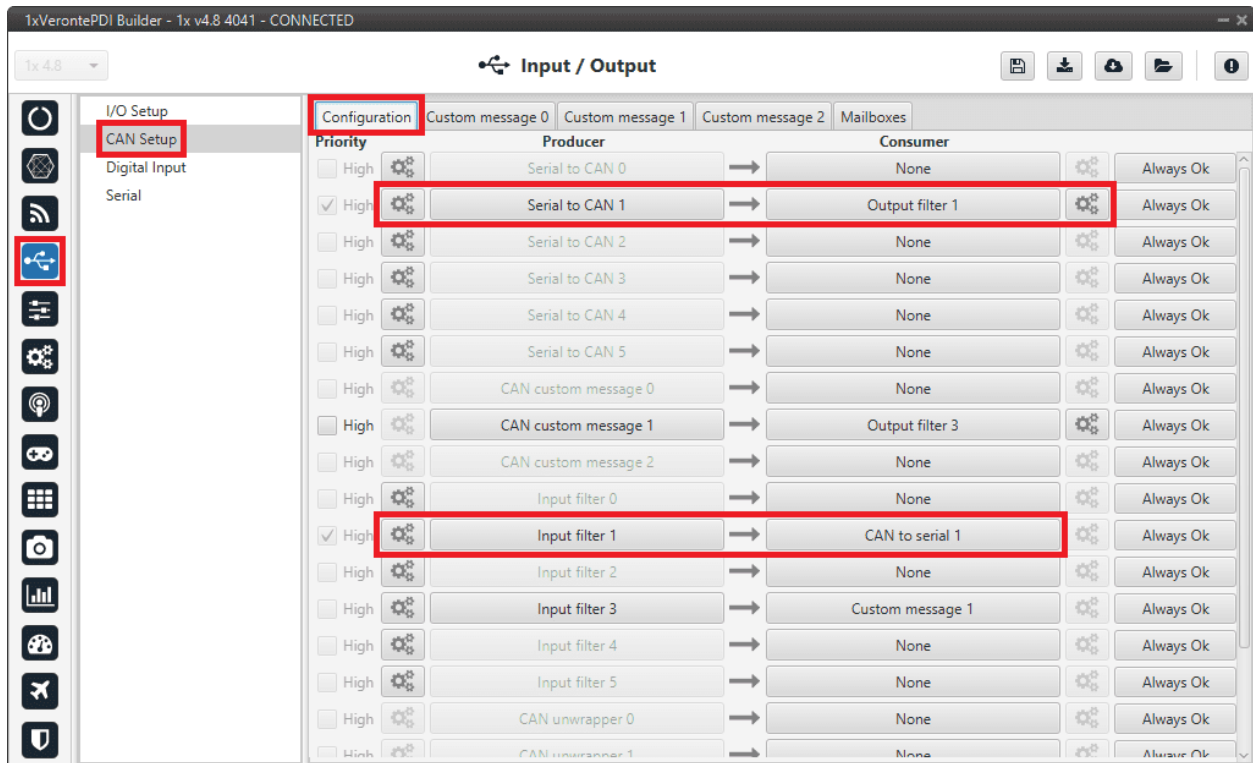 1xVerontePDI Builder - 1x v4.8 4041 - CONNECTED
1x 4.8
Input / Output
I/O Setup
CAN Setup
Digital Input
Serial
Configuration Custom message 0 Custom message 1 Custom message 2 Mailboxes
Priority Producer Consumer
High Serial to CAN 0 None Always Ok
High Serial to CAN 1 Output filter 1 Always Ok
High Serial to CAN 2 None Always Ok
High Serial to CAN 3 None Always Ok
High Serial to CAN 4 None Always Ok
High Serial to CAN 5 None Always Ok
High CAN custom message 0 None Always Ok
High CAN custom message 1 Output filter 3 Always Ok
High CAN custom message 2 None Always Ok
High Input filter 0 None Always Ok
High Input filter 1 CAN to serial 1 Always Ok
High Input filter 2 None Always Ok
High Input filter 3 Custom message 1 Always Ok
High Input filter 4 None Always Ok
High Input filter 5 None Always Ok
High CAN unwrapper 0 None Always Ok
High CAN unwrapper 1 None Always Ok